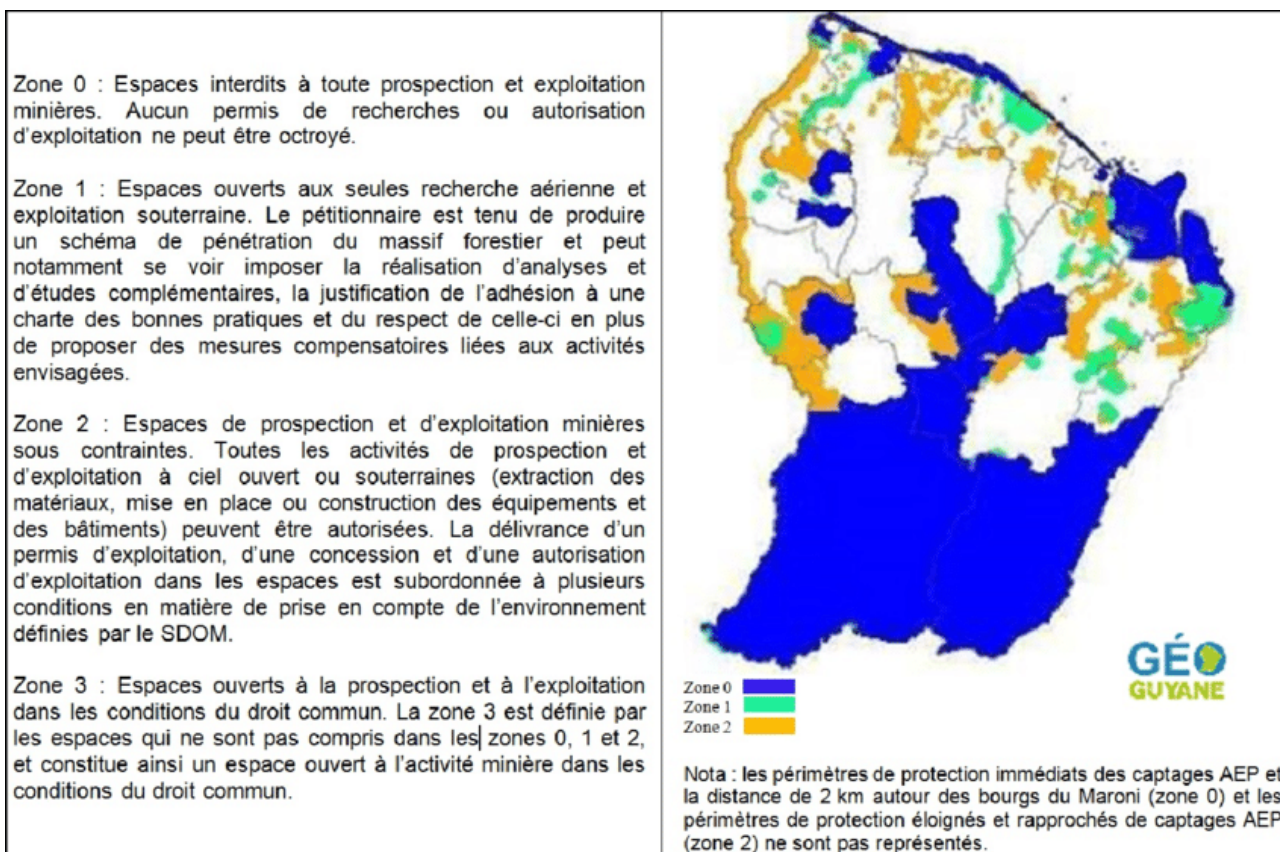 Zone 0 : Espaces interdits à toute prospection et exploitation
minières. Aucun permis de recherches ou autorisation
d'exploitation ne peut être octroyé.
Zone 1 : Espaces ouverts aux seules recherche aérienne et
exploitation souterraine. Le pétitionnaire est tenu de produire
un schéma de pénétration du massif forestier et peut
notamment se voir imposer la réalisation d'analyses et
d'études complémentaires, la justification de l'adhésion à une
charte des bonnes pratiques et du respect de celle-ci en plus
de proposer des mesures compensatoires liées aux activités
envisagées.
Zone 2 : Espaces de prospection et d'exploitation minières
sous contraintes. Toutes les activités de prospection et
d'exploitation à ciel ouvert ou souterraines (extraction des
matériaux, mise en place ou construction des équipements et
des bâtiments) peuvent être autorisées. La délivrance d'un
permis d'exploitation, d'une concession et d'une autorisation
d'exploitation dans les espaces est subordonnée à plusieurs
conditions en matière de prise en compte de l'environnement
définies par le SDOM.
Zone 3 : Espaces ouverts à la prospection et à l'exploitation
dans les conditions du droit commun. La zone 3 est définie par
les espaces qui ne sont pas compris dans les zones 0, 1 et 2,
et constitue ainsi un espace ouvert à l'activité minière dans les
conditions du droit commun.
GÉO
GUYANE
Zone 0
Zone 1
Zone 2
Nota : les périmètres de protection immédiats des captages AEP et
la distance de 2 km autour des bourgs du Maroni (zone 0) et les
périmètres de protection éloignés et rapprochés de captages AEP
(zone 2) ne sont pas représentés.